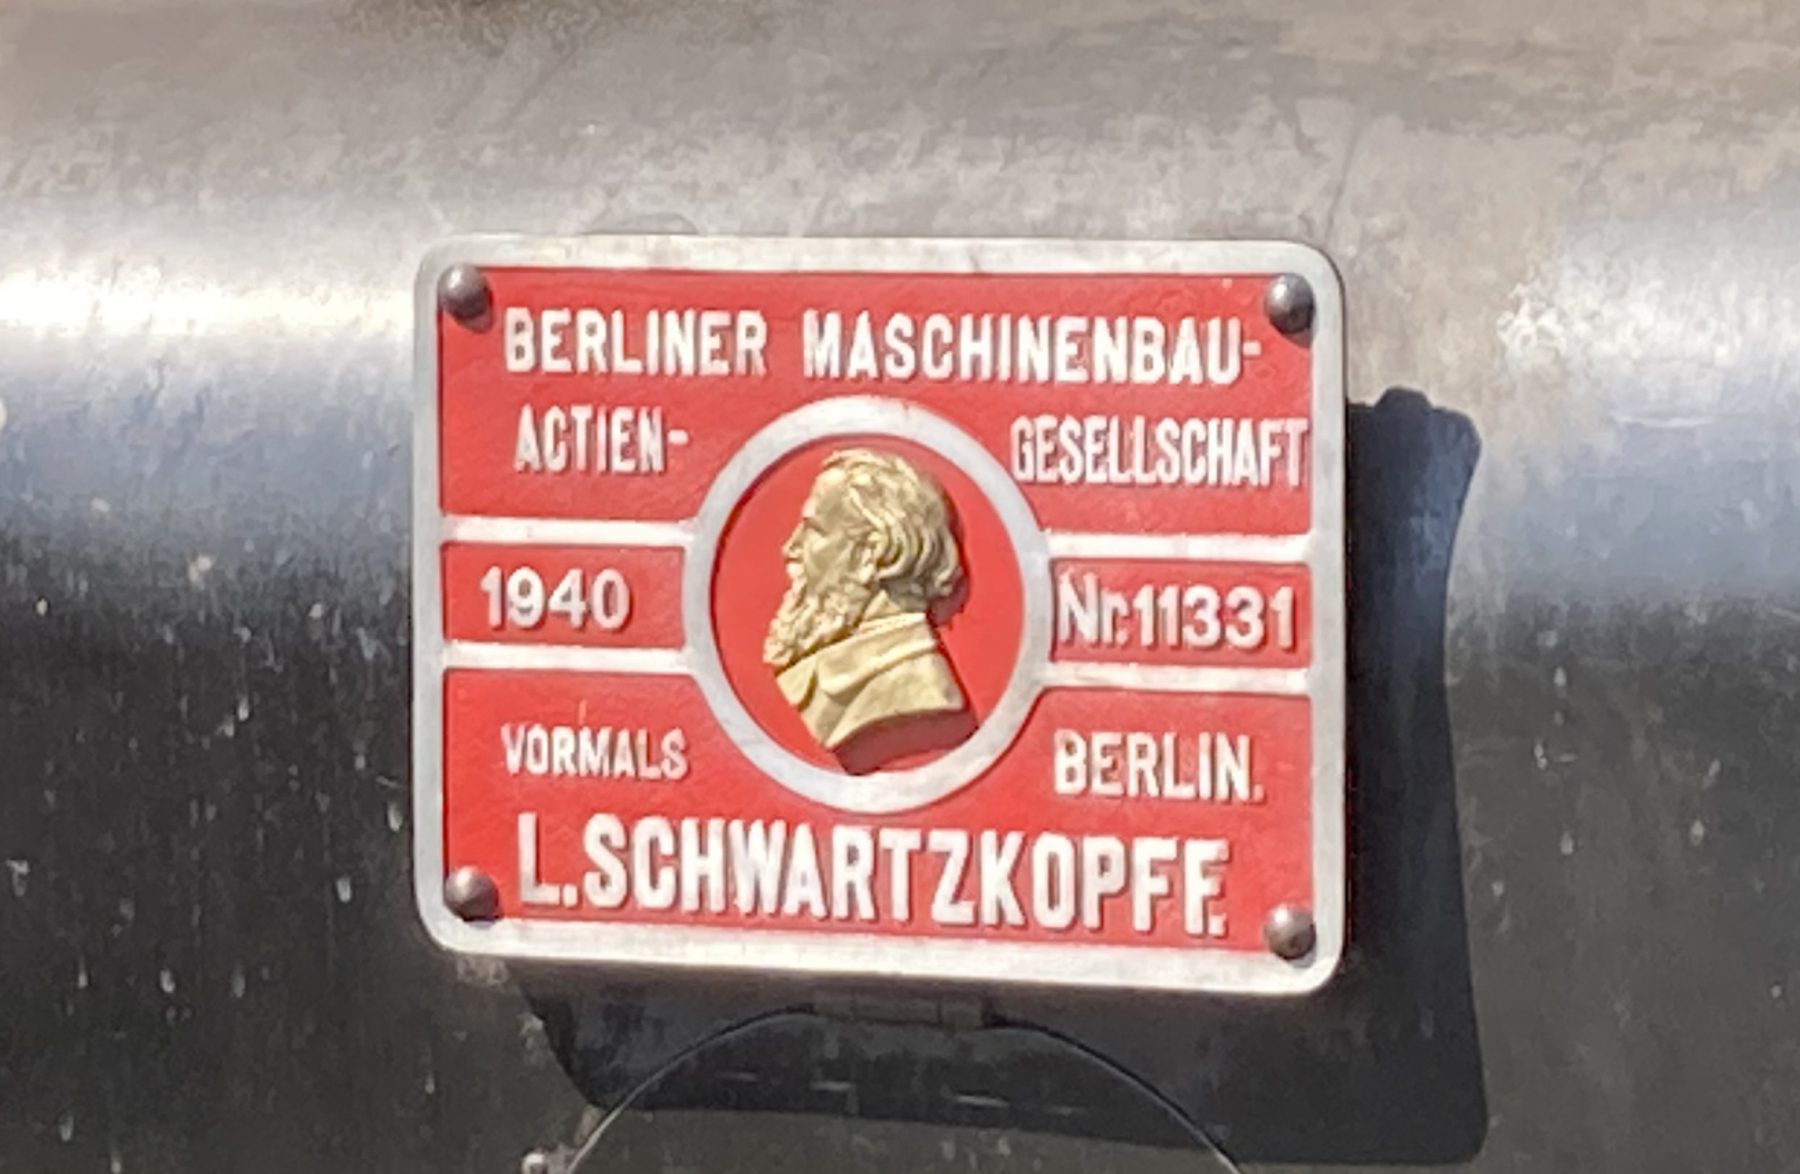 BERLINER MASCHINENBAU-
ACTIEN- GESELLSCHAFT
1940 Nr.11331
VORMALS BERLIN.
L.SCHWARTZKOPFF.